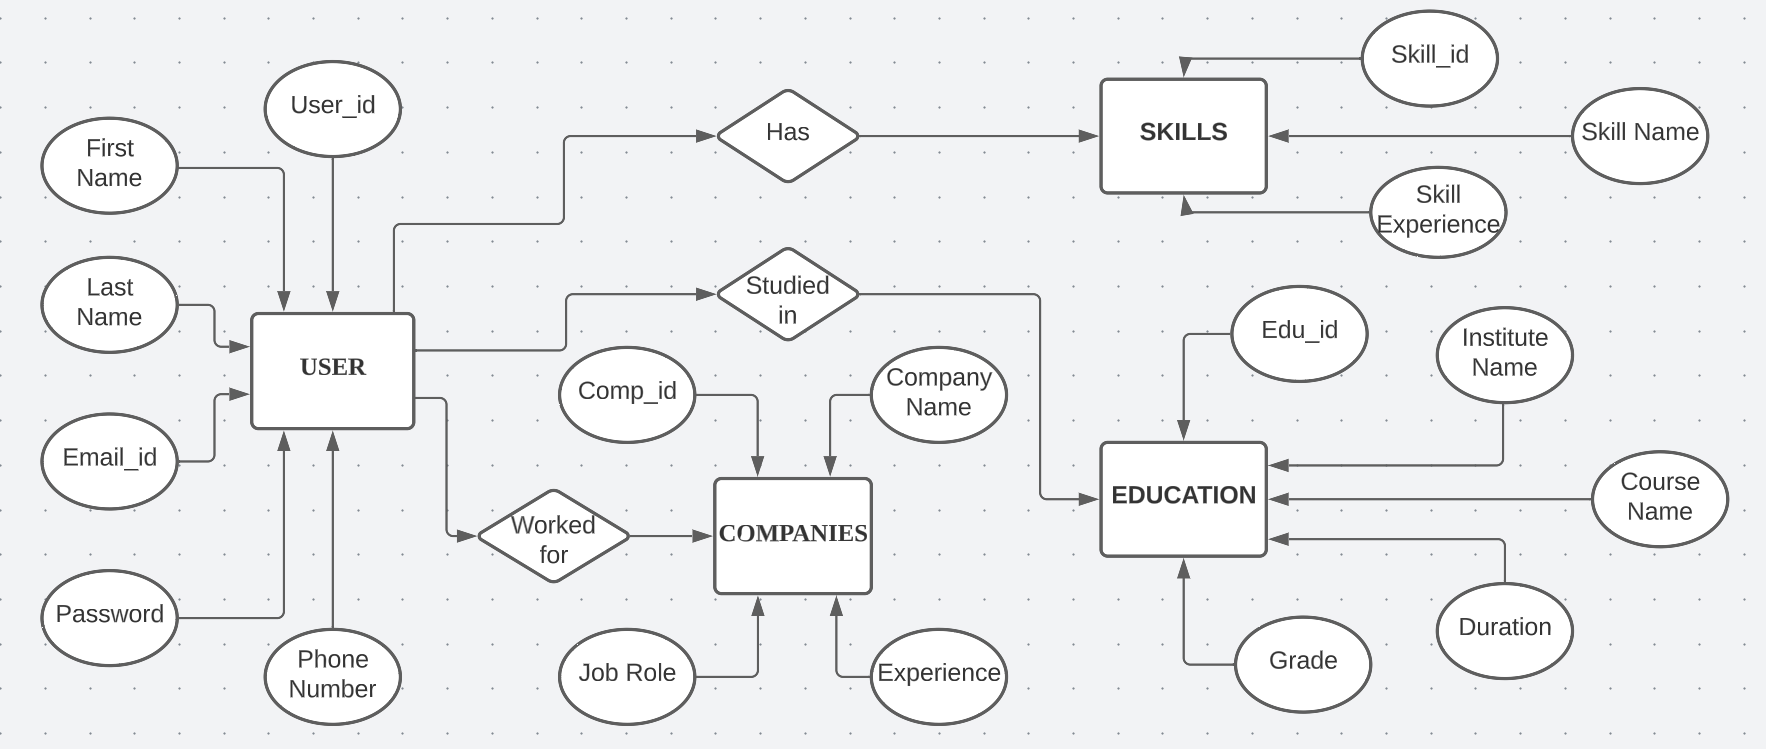 User_id
First
Name
Last
Name
Email_id
Password
Phone
Number
USER
Has
Studied
in
Worked
for
Comp_id
Company
Name
COMPANIES
Job Role
Experience
SKILLS
Skill_id
Skill Name
Skill
Experience
Edu_id
Institute
Name
EDUCATION
Course
Name
Duration
Grade